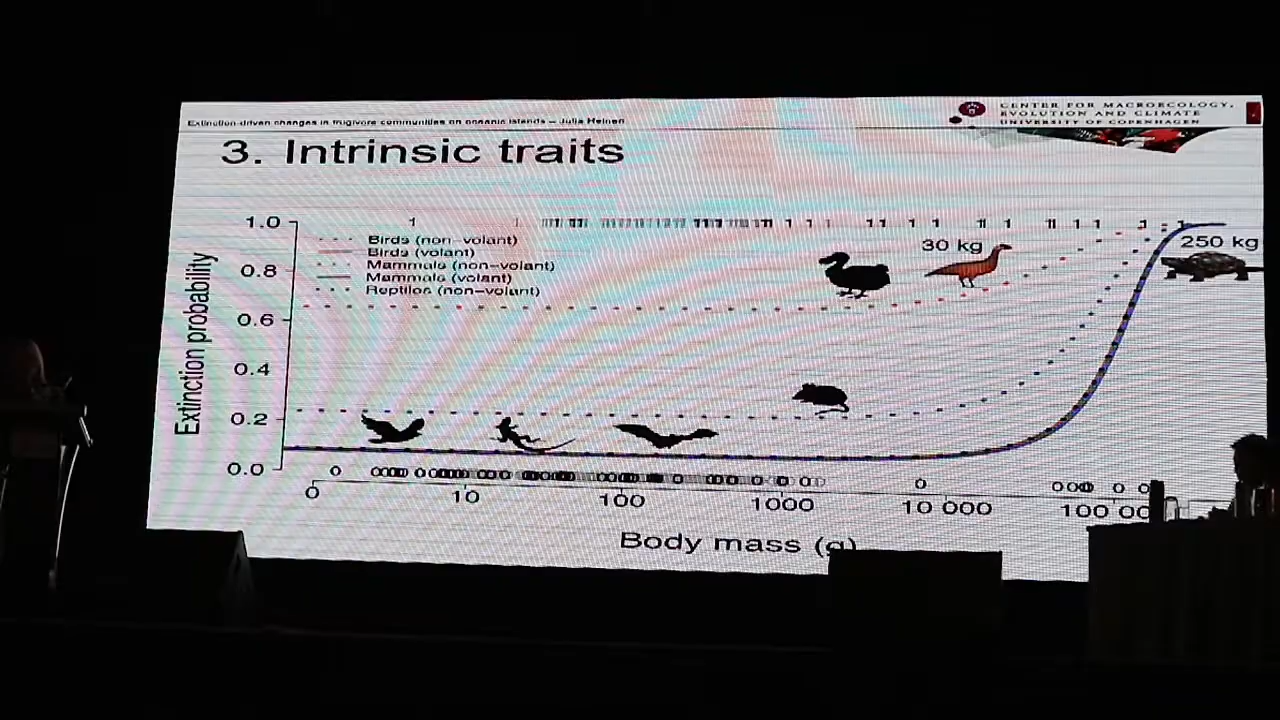 Extinction-driven changes in frugivore communities on oceanic islands – Julia Heinen
CENTER FOR MACROECOLOGY,
EVOLUTION AND CLIMATE
UNIVERSITY OF COPENHAGEN
3. Intrinsic traits
1.0
Birds (non-volant)
Birds (volant)
Mammals (non-volant)
Mammals (volant)
Reptiles (non-volant)
30 kg
250 kg
Extinction probability
0.8
0.6
0.4
0.2
0.0
0 10 100 1000 10 000 100 00
Body mass (g)